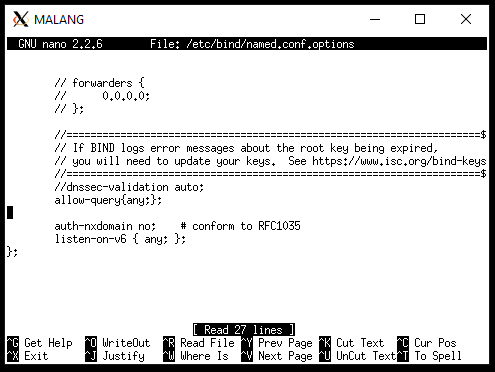 MALANG
GNU nano 2.2.6 File: /etc/bind/named.conf.options
// forwarders {
// 0.0.0.0;
// };
//=====================================================================$
// If BIND logs error messages about the root key being expired,
// you will need to update your keys. See https://www.isc.org/bind-keys
//=====================================================================$
//dnssec-validation auto;
allow-query{any;};
auth-nxdomain no; # conform to RFC1035
listen-on-v6 { any; };
};
[ Read 27 lines ]
^G Get Help ^O WriteOut ^R Read File ^Y Prev Page ^K Cut Text ^C Cur Pos
^X Exit ^J Justify ^W Where Is ^V Next Page ^U UnCut Text ^T To Spell